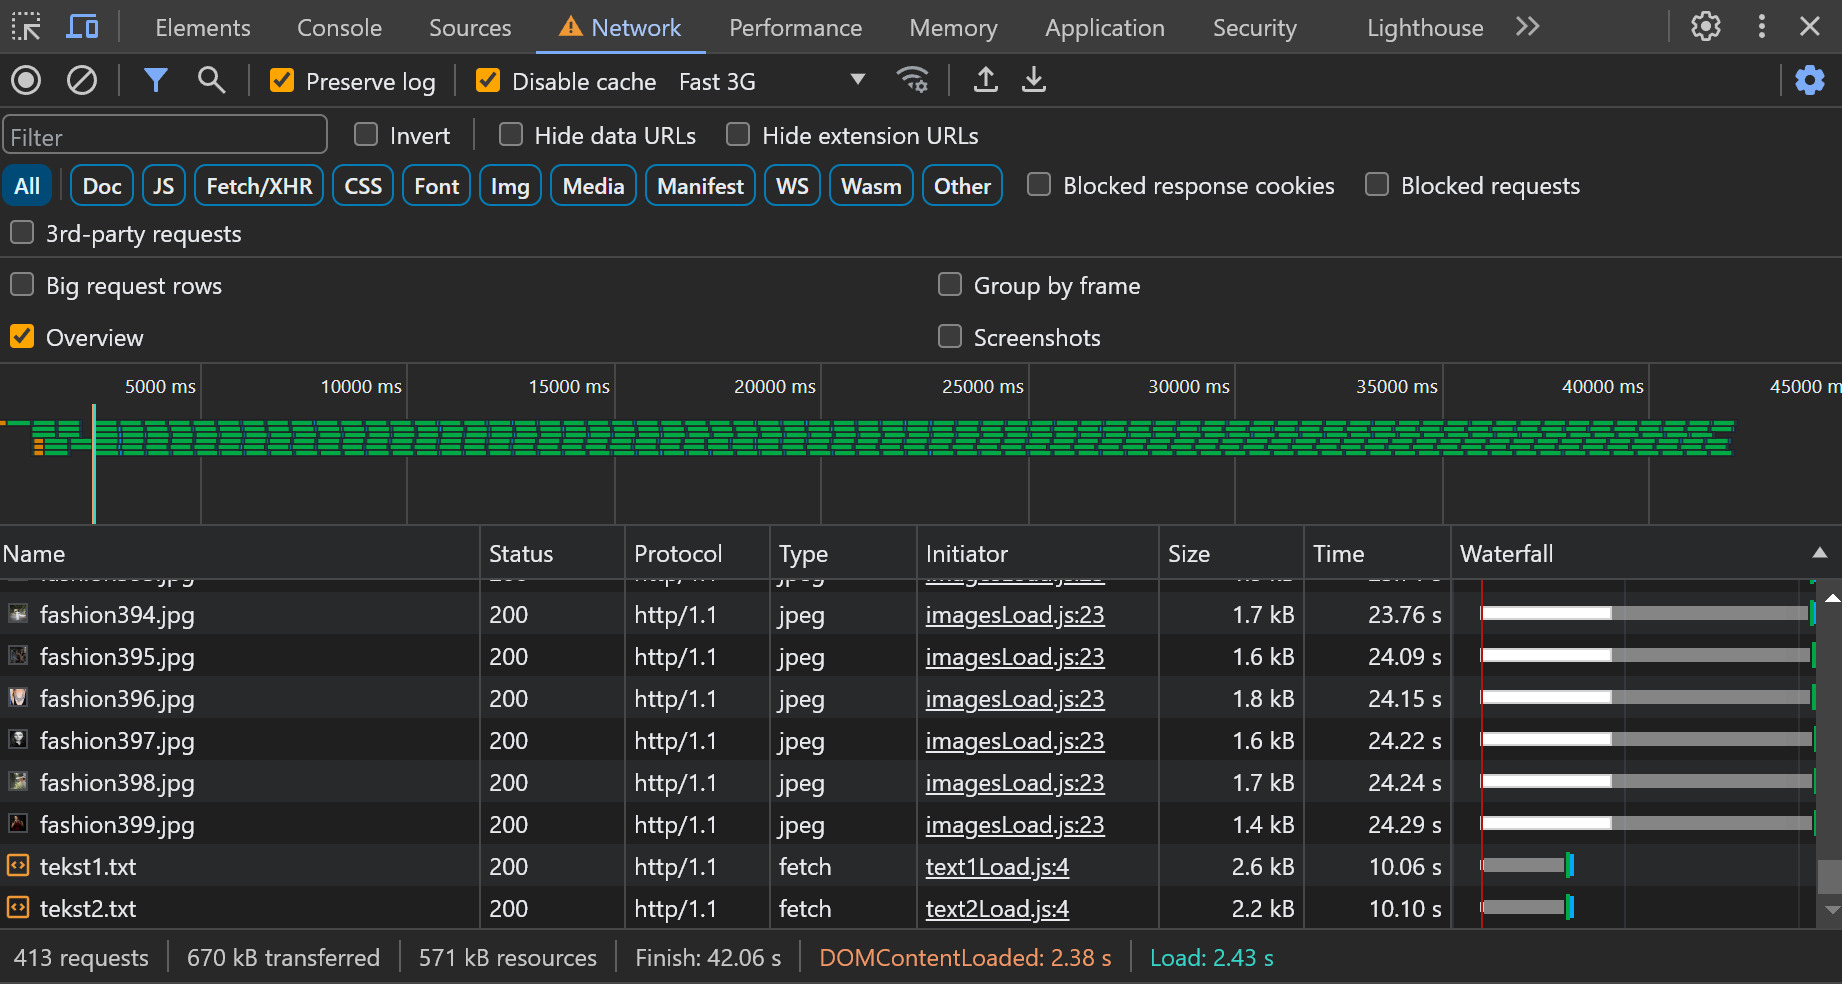 Elements Console Sources Network Performance Memory Application Security Lighthouse
Preserve log Disable cache Fast 3G
Filter Invert Hide data URLs Hide extension URLs
All Doc JS Fetch/XHR CSS Font Img Media Manifest WS Wasm Other Blocked response cookies Blocked requests
3rd-party requests
Big request rows Group by frame
Overview Screenshots
5000 ms 10000 ms 15000 ms 20000 ms 25000 ms 30000 ms 35000 ms 40000 ms 45000 m
Name Status Protocol Type Initiator Size Time Waterfall
fashion394.jpg 200 http/1.1 jpeg imagesLoad.js:23 1.7 kB 23.76 s
fashion395.jpg 200 http/1.1 jpeg imagesLoad.js:23 1.6 kB 24.09 s
fashion396.jpg 200 http/1.1 jpeg imagesLoad.js:23 1.8 kB 24.15 s
fashion397.jpg 200 http/1.1 jpeg imagesLoad.js:23 1.6 kB 24.22 s
fashion398.jpg 200 http/1.1 jpeg imagesLoad.js:23 1.7 kB 24.24 s
fashion399.jpg 200 http/1.1 jpeg imagesLoad.js:23 1.4 kB 24.29 s
tekst1.txt 200 http/1.1 fetch text1Load.js:4 2.6 kB 10.06 s
tekst2.txt 200 http/1.1 fetch text2Load.js:4 2.2 kB 10.10 s
413 requests 670 kB transferred 571 kB resources Finish: 42.06 s DOMContentLoaded: 2.38 s Load: 2.43 s